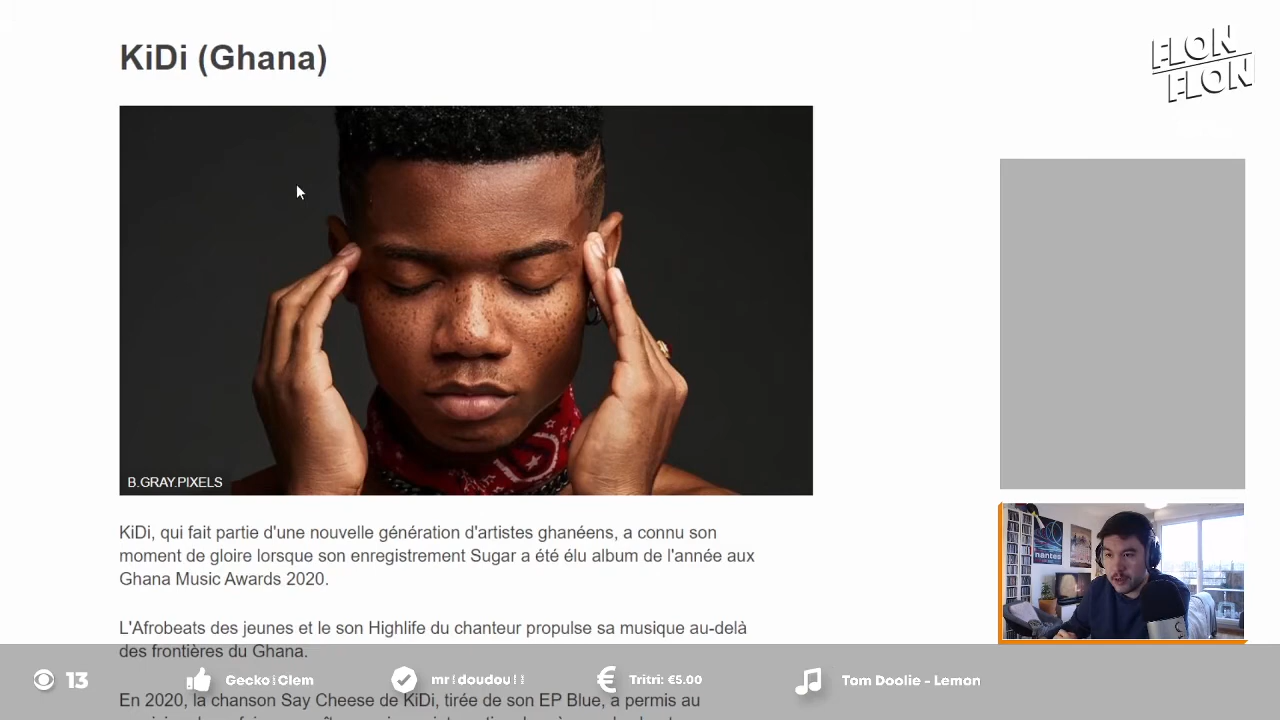 KiDi (Ghana)
FLON
FLON
B.GRAY.PIXELS
KiDi, qui fait partie d'une nouvelle génération d'artistes ghanéens, a connu son
moment de gloire lorsque son enregistrement Sugar a été élu album de l'année aux
Ghana Music Awards 2020.
L'Afrobeats des jeunes et le son Highlife du chanteur propulse sa musique au-delà
des frontières du Ghana.
En 2020, la chanson Say Cheese de KiDi, tirée de son EP Blue, a permis au
nantes
13
Gecko!Clem
mr!doudou!!
Tritri: €5.00
Tom Doolie - Lemon